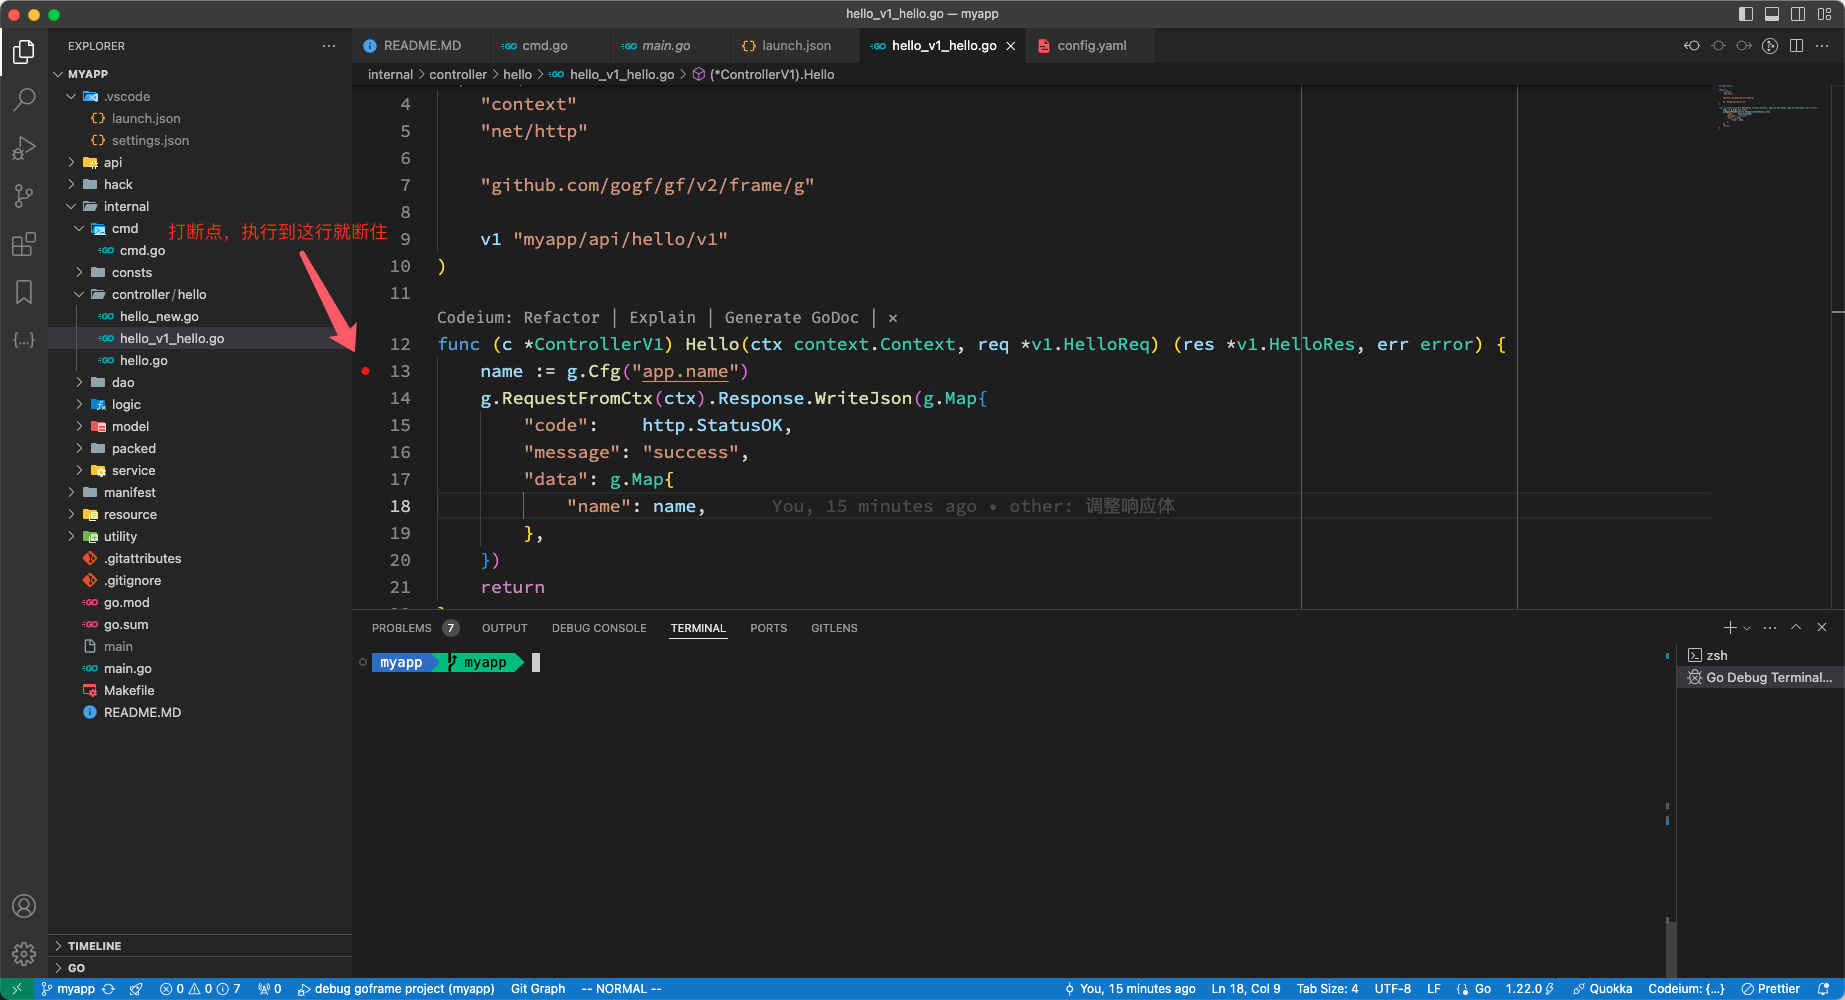 hello_v1_hello.go — myapp
EXPLORER
MYAPP
.vscode
launch.json
settings.json
api
hack
internal
cmd
cmd.go
consts
controller/hello
hello_new.go
hello_v1_hello.go
hello.go
dao
logic
model
packed
service
manifest
resource
utility
.gitattributes
.gitignore
go.mod
go.sum
main
main.go
Makefile
README.MD
TIMELINE
GO
打断点，执行到这行就断住
README.MD
cmd.go
main.go
launch.json
hello_v1_hello.go
config.yaml
internal > controller > hello > hello_v1_hello.go > (*ControllerV1).Hello
4 "context"
5 "net/http"
6
7 "github.com/gogf/gf/v2/frame/g"
8
9 v1 "myapp/api/hello/v1"
10 )
11
Codeium: Refactor | Explain | Generate GoDoc | ×
12 func (c *ControllerV1) Hello(ctx context.Context, req *v1.HelloReq) (res *v1.HelloRes, err error) {
13 name := g.Cfg("app.name")
14 g.RequestFromCtx(ctx).Response.WriteJson(g.Map{
15 "code": http.StatusOK,
16 "message": "success",
17 "data": g.Map{
18 "name": name, You, 15 minutes ago • other: 调整响应体
19 },
20 })
21 return
PROBLEMS 7 OUTPUT DEBUG CONSOLE TERMINAL PORTS GITLENS
myapp myapp
zsh
Go Debug Terminal...
myapp 0 0 7 0 debug goframe project (myapp) Git Graph -- NORMAL -- You, 15 minutes ago Ln 18, Col 9 Tab Size: 4 UTF-8 LF Go 1.22.0 Quokka Codeium: {...} Prettier